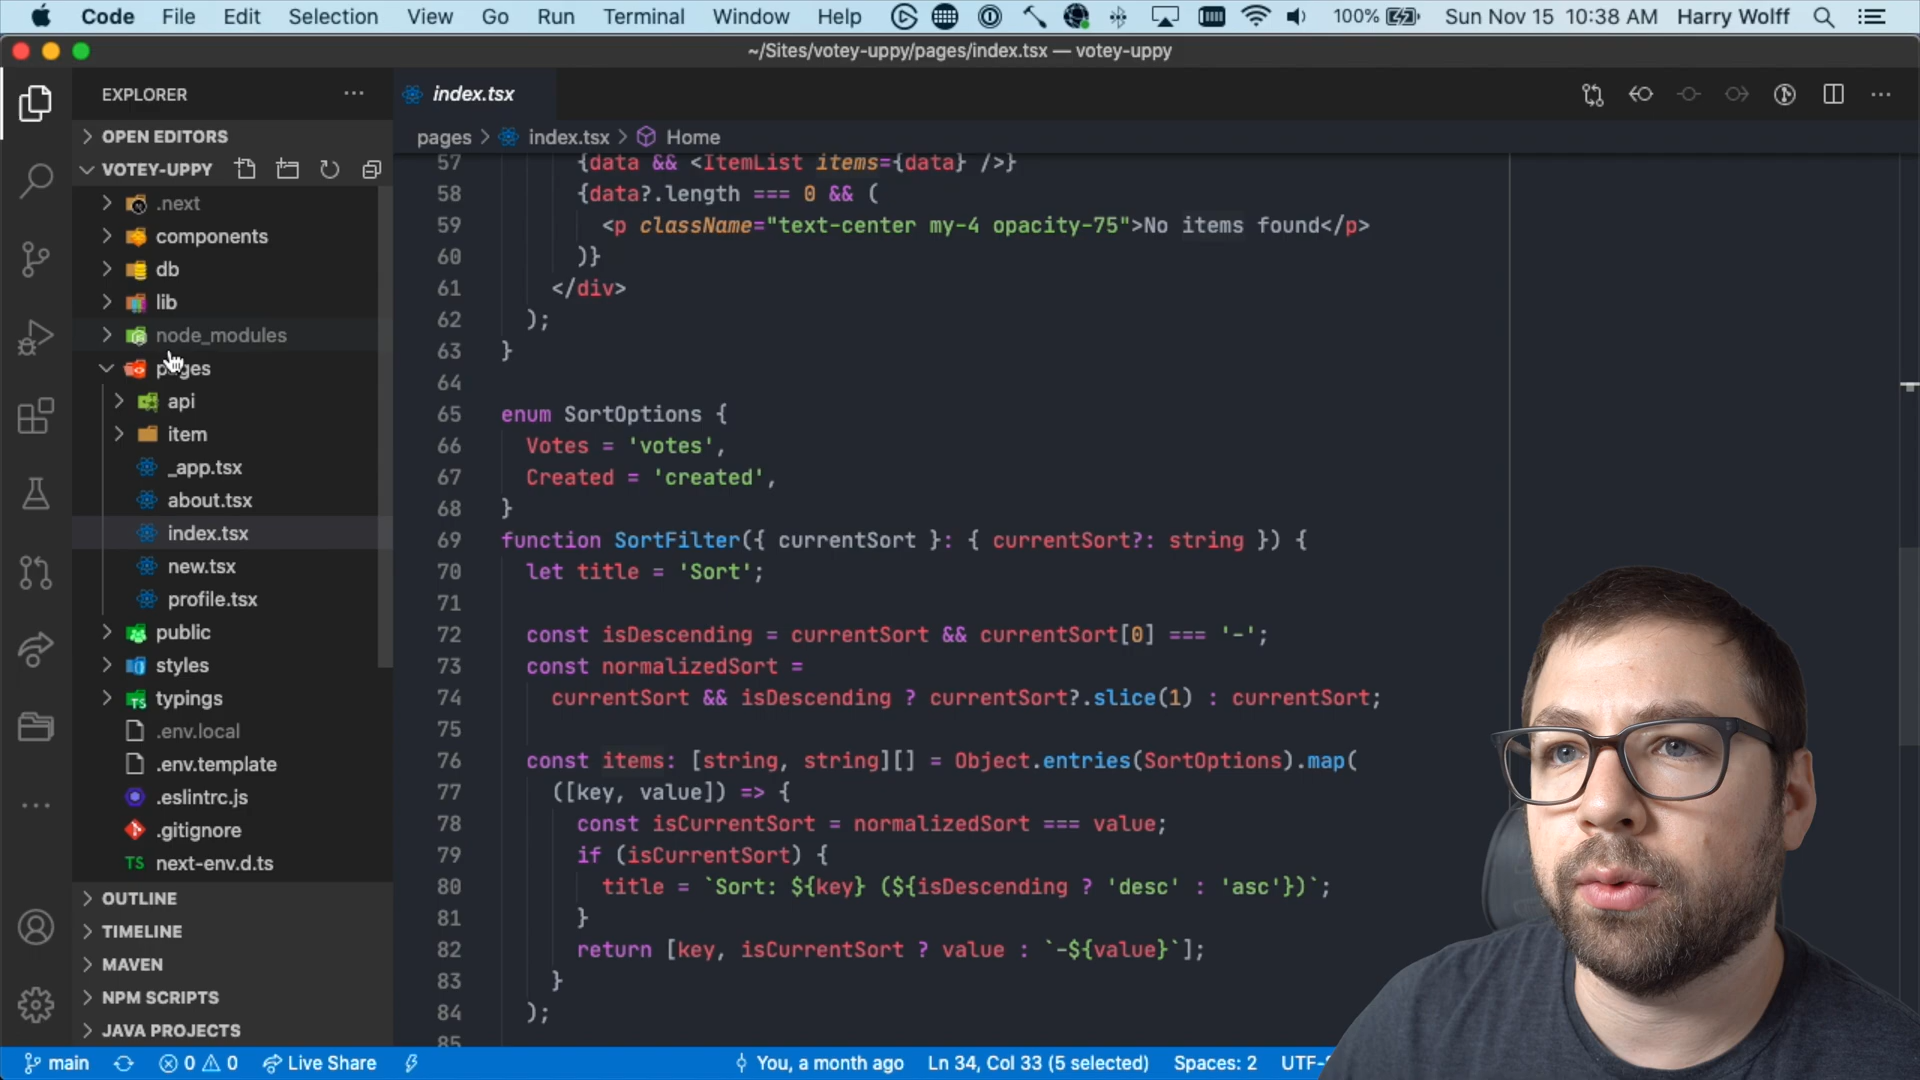 Code File Edit Selection View Go Run Terminal Window Help 100% Sun Nov 15 10:38 AM Harry Wolff
~/Sites/votey-uppy/pages/index.tsx — votey-uppy
EXPLORER
OPEN EDITORS
VOTEY-UPPY
.next
components
db
lib
node_modules
pages
api
item
_app.tsx
about.tsx
index.tsx
new.tsx
profile.tsx
public
styles
TS typings
.env.local
.env.template
.eslintrc.js
.gitignore
TS next-env.d.ts
OUTLINE
TIMELINE
MAVEN
NPM SCRIPTS
JAVA PROJECTS
index.tsx
pages > index.tsx > Home
57 {data && <ItemList items={data} />}
58 {data?.length === 0 && (
59 <p className="text-center my-4 opacity-75">No items found</p>
60 )}
61 </div>
62 );
63 }
64
65 enum SortOptions {
66 Votes = 'votes',
67 Created = 'created',
68 }
69 function SortFilter({ currentSort }: { currentSort?: string }) {
70 let title = 'Sort';
71
72 const isDescending = currentSort && currentSort[0] === '-';
73 const normalizedSort =
74 currentSort && isDescending ? currentSort?.slice(1) : currentSort;
75
76 const items: [string, string][] = Object.entries(SortOptions).map(
77 ([key, value]) => {
78 const isCurrentSort = normalizedSort === value;
79 if (isCurrentSort) {
80 title = `Sort: ${key} (${isDescending ? 'desc' : 'asc'})`;
81 }
82 return [key, isCurrentSort ? value : `-${value}`];
83 }
84 );
85
main 0 0 Live Share You, a month ago Ln 34, Col 33 (5 selected) Spaces: 2 UTF-